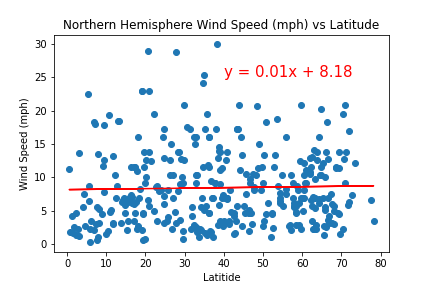 Northern Hemisphere Wind Speed (mph) vs Latitude
30
25
20
15
10
5
0
Wind Speed (mph)
y = 0.01x + 8.18
0 10 20 30 40 50 60 70 80
Latitide